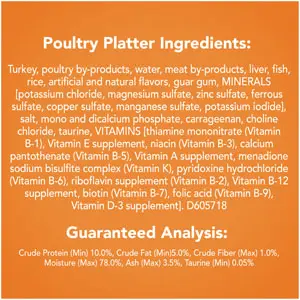 Poultry Platter Ingredients:
Turkey, poultry by-products, water, meat by-products, liver, fish,
rice, artificial and natural flavors, guar gum, MINERALS
[potassium chloride, magnesium sulfate, zinc sulfate, ferrous
sulfate, copper sulfate, manganese sulfate, potassium iodide],
salt, mono and dicalcium phosphate, carrageenan, choline
chloride, taurine, VITAMINS [thiamine mononitrate (Vitamin
B-1), Vitamin E supplement, niacin (Vitamin B-3), calcium
pantothenate (Vitamin B-5), Vitamin A supplement, menadione
sodium bisulfite complex (Vitamin K), pyridoxine hydrochloride
(Vitamin B-6), riboflavin supplement (Vitamin B-2), Vitamin B-12
supplement, biotin (Vitamin B-7), folic acid (Vitamin B-9),
Vitamin D-3 supplement]. D605718
Guaranteed Analysis:
Crude Protein (Min) 10.0%, Crude Fat(Min)5.0%, Crude Fiber (Max) 1.0%,
Moisture (Max) 78.0%, Ash (Max) 3.5%, Taurine (Min) 0.05%